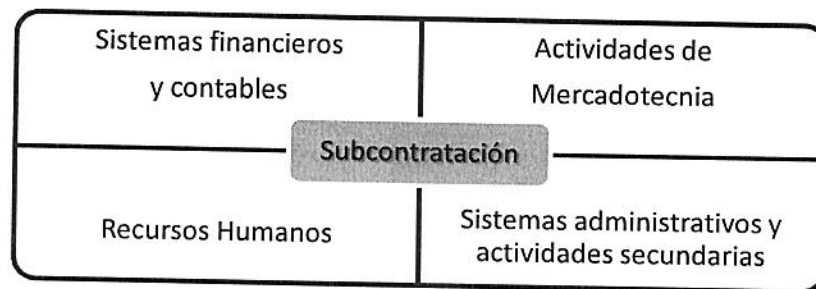 Sistemas financieros
y contables
Actividades de
Mercadotecnia
Subcontratación
Recursos Humanos
Sistemas administrativos y
actividades secundarias